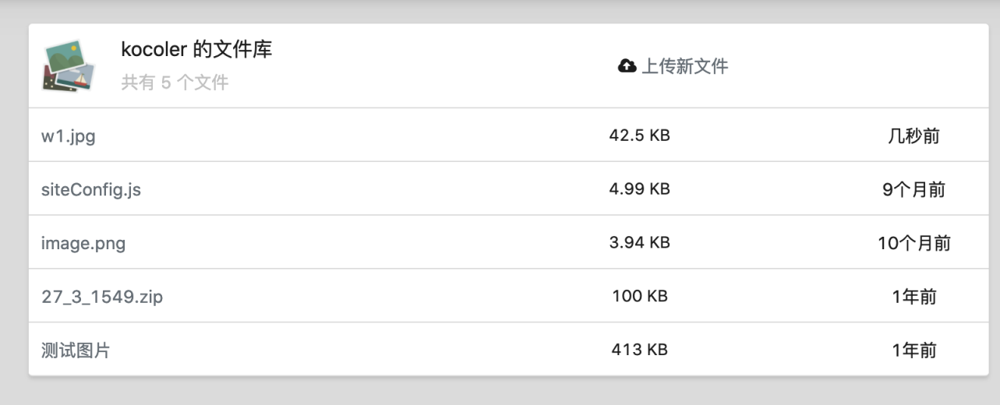 kocoler 的文件库
共有 5 个文件
上传新文件
w1.jpg 42.5 KB 几秒前
siteConfig.js 4.99 KB 9个月前
image.png 3.94 KB 10个月前
27_3_1549.zip 100 KB 1年前
测试图片 413 KB 1年前